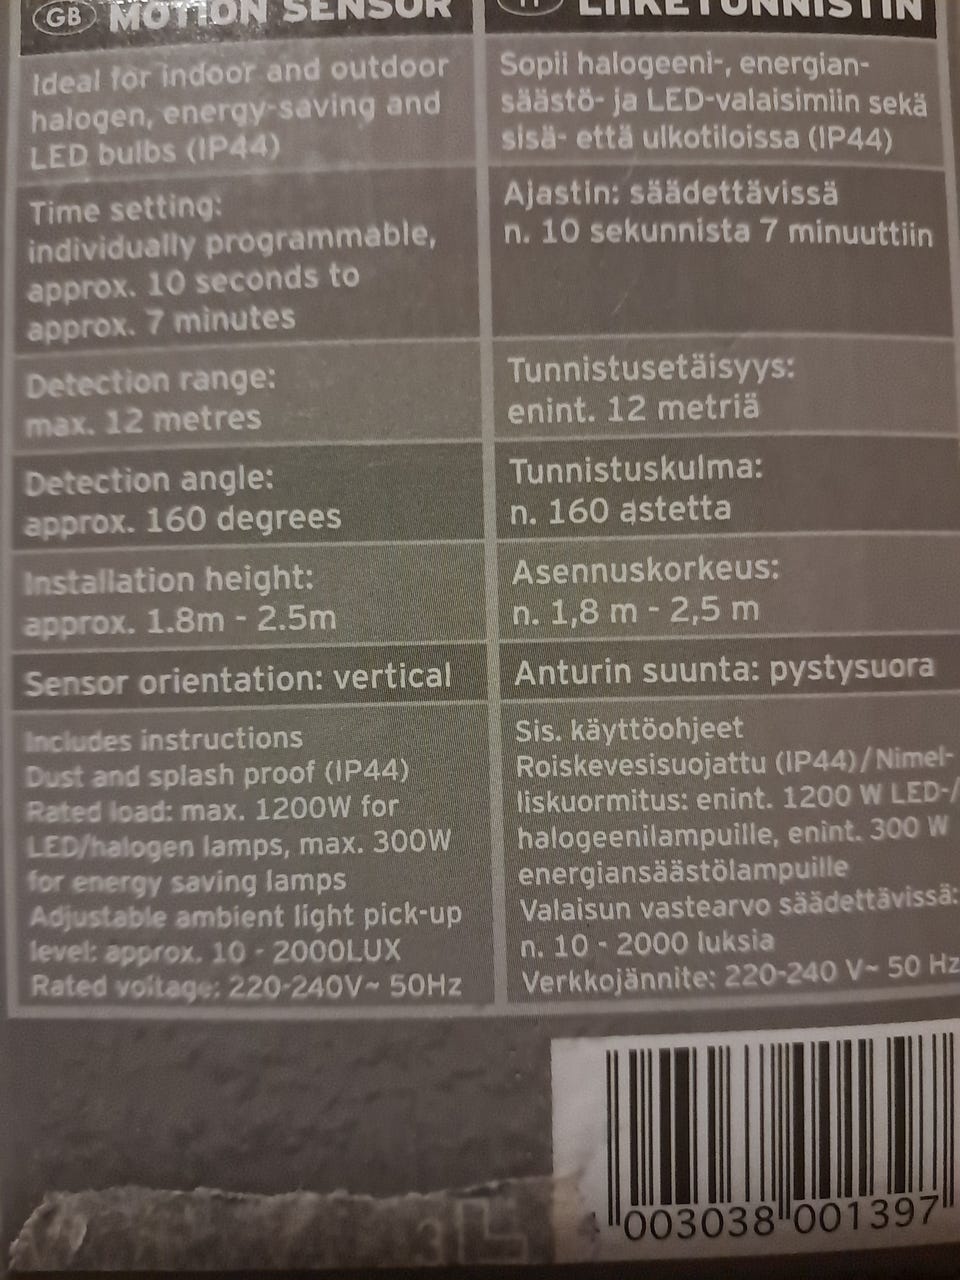 GB MOTION SENSOR
Ideal for indoor and outdoor
halogen, energy-saving and
LED bulbs (IP44)
Time setting:
individually programmable,
approx. 10 seconds to
approx. 7 minutes
Detection range:
max. 12 metres
Detection angle:
approx. 160 degrees
Installation height:
approx. 1.8m - 2.5m
Sensor orientation: vertical
Includes instructions
Dust and splash proof (IP44)
Rated load: max. 1200W for
LED/halogen lamps, max. 300W
for energy saving lamps
Adjustable ambient light pick-up
level: approx. 10 - 2000LUX
Rated voltage: 220-240V~ 50Hz
LIIKETUNNISTIN
Sopii halogeeni-, energian-
säästö- ja LED-valaisimiin sekä
sisä- että ulkotiloissa (IP44)
Ajastin: säädettävissä
n. 10 sekunnista 7 minuuttiin
Tunnistusetäisyys:
enint. 12 metriä
Tunnistuskulma:
n. 160 astetta
Asennuskorkeus:
n. 1,8 m - 2,5 m
Anturin suunta: pystysuora
Sis. käyttöohjeet
Roiskevesisuojattu (IP44)/Nimel-
liskuormitus: enint. 1200 W LED-/
halogeenilampuille, enint. 300 W
energiansäästölampuille
Valaisun vastearvo säädettävissä:
n. 10 - 2000 luksia
Verkkojännite: 220-240 V~ 50 Hz
4 003038 001397